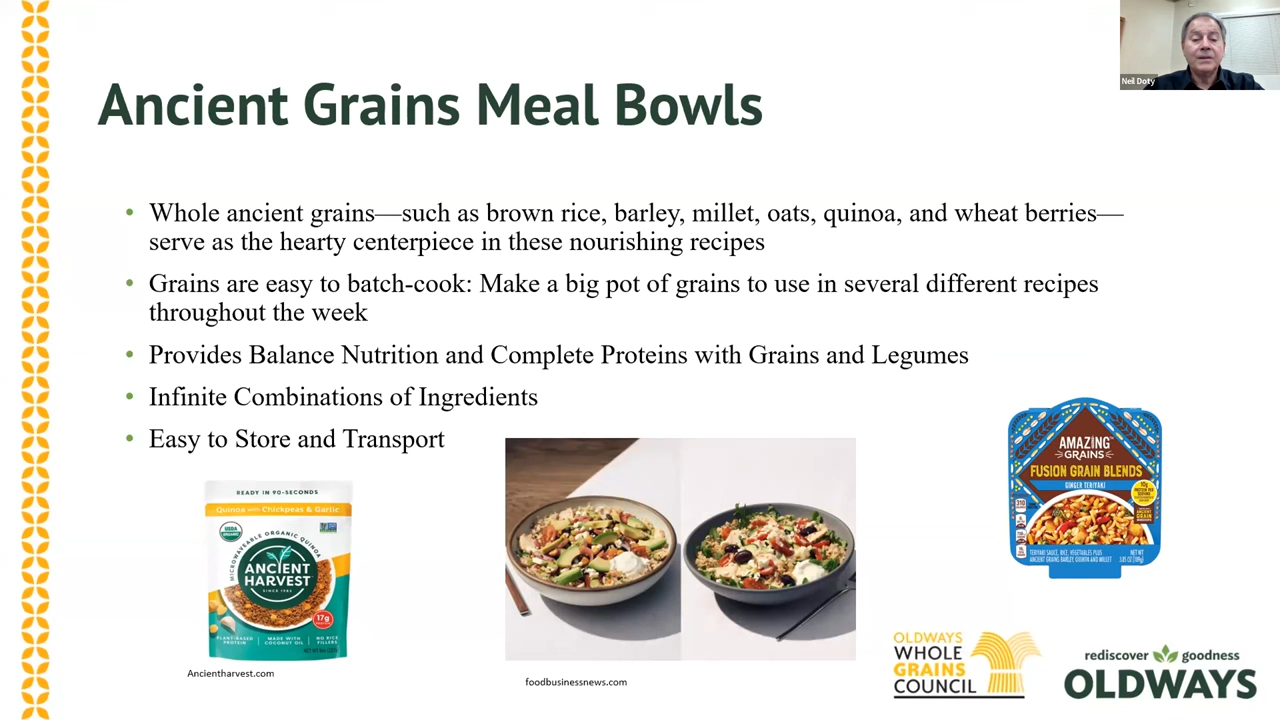 Neil Doty
Ancient Grains Meal Bowls
• Whole ancient grains—such as brown rice, barley, millet, oats, quinoa, and wheat berries—
serve as the hearty centerpiece in these nourishing recipes
• Grains are easy to batch-cook: Make a big pot of grains to use in several different recipes
throughout the week
• Provides Balance Nutrition and Complete Proteins with Grains and Legumes
• Infinite Combinations of Ingredients
• Easy to Store and Transport
READY IN 90-SECONDS
Quinoa with Chickpeas & Garlic
USDA
ORGANIC
MICROWAVEABLE ORGANIC QUINOA
ANCIENT
HARVEST
SINCE 1983
17g
PLANT-BASED
PROTEIN
MADE WITH
COCONUT OIL
NO RICE
FILLERS
Ancientharvest.com
foodbusinessnews.com
AMAZING
GRAINS
FUSION GRAIN BLENDS
GINGER TERIYAKI
TERIYAKI SAUCE, RICE, VEGETABLES PLUS
ANCIENT GRAINS BARLEY, QUINOA AND MILLET
NET WT
OLDWAYS
WHOLE
GRAINS
COUNCIL
rediscover goodness
OLDWAYS